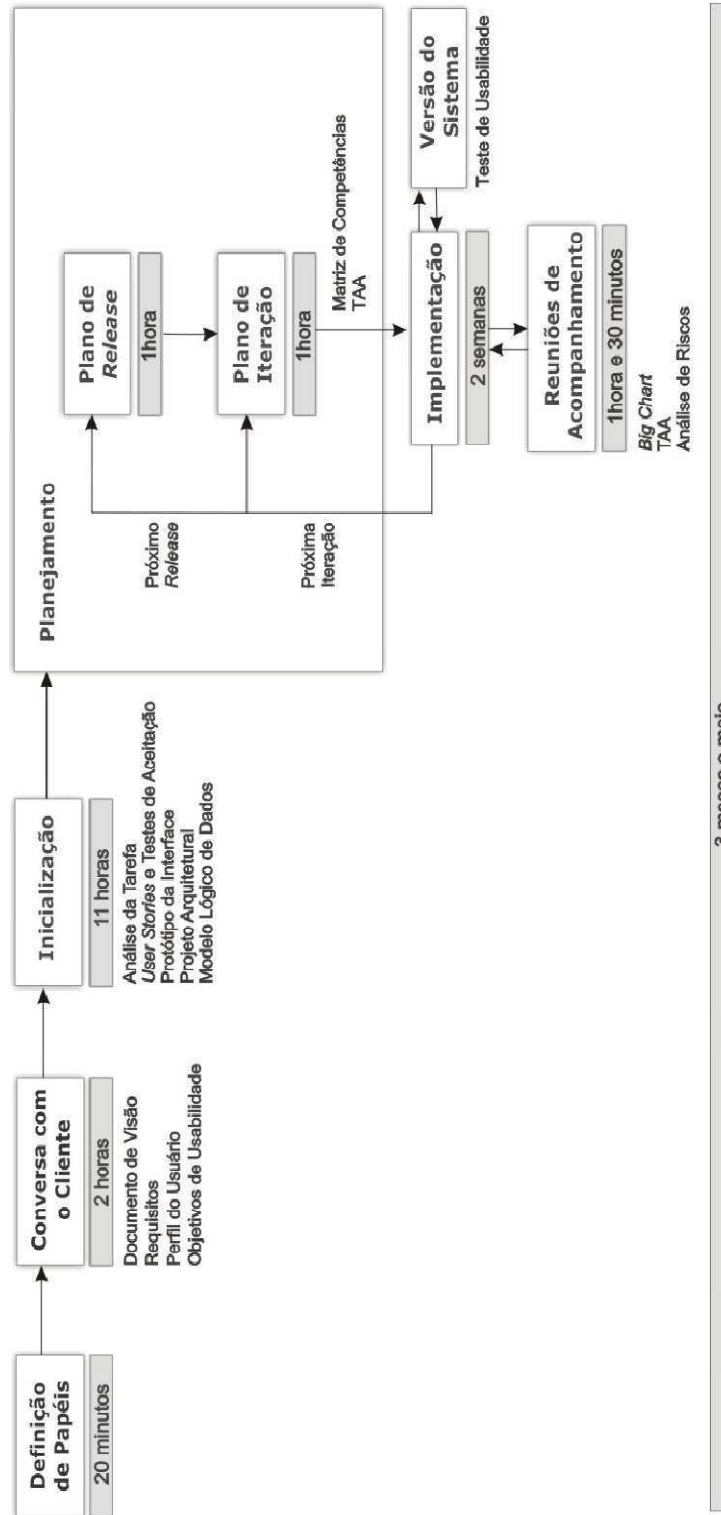 Definição
de Papéis
20 minutos
Conversa com
o Cliente
2 horas
Documento de Visão
Requisitos
Perfil do Usuário
Objetivos de Usabilidade
Inicialização
11 horas
Análise da Tarefa
User Stories e Testes de Aceitação
Protótipo da Interface
Projeto Arquitetural
Modelo Lógico de Dados
Planejamento
Próximo
Release
Próxima
Iteração
Plano de
Release
1hora
Plano de
Iteração
1hora
Matriz de Competências
TAA
Implementação
2 semanas
Versão do
Sistema
Teste de Usabilidade
Reuniões de
Acompanhamento
1hora e 30 minutos
Big Chart
TAA
Análise de Riscos
3 meses e meio